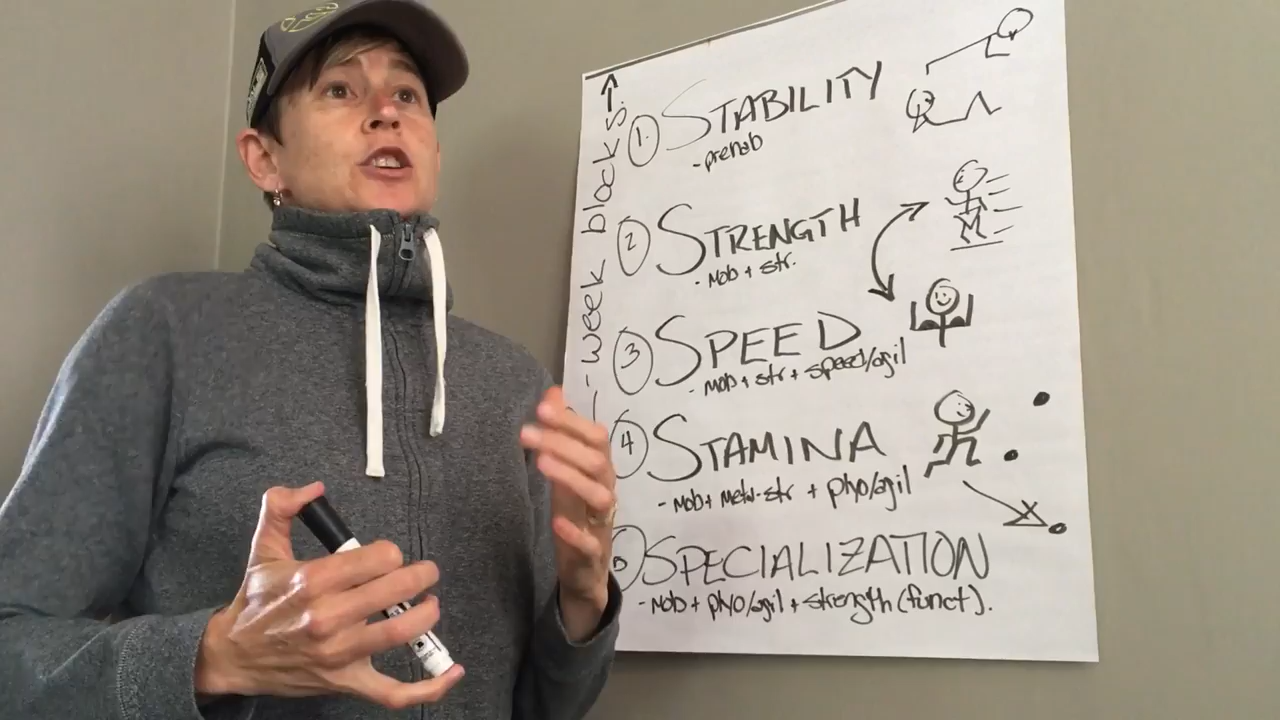 1. STABILITY
- prehab
2 STRENGTH
- Mob + str.
3 SPEED
- Mob + str + speed/agil
4 STAMINA
- Mob + meta-str + plyo/agil
SPECIALIZATION
- Mob + plyo/agil + strength (funct).
-week blocks.